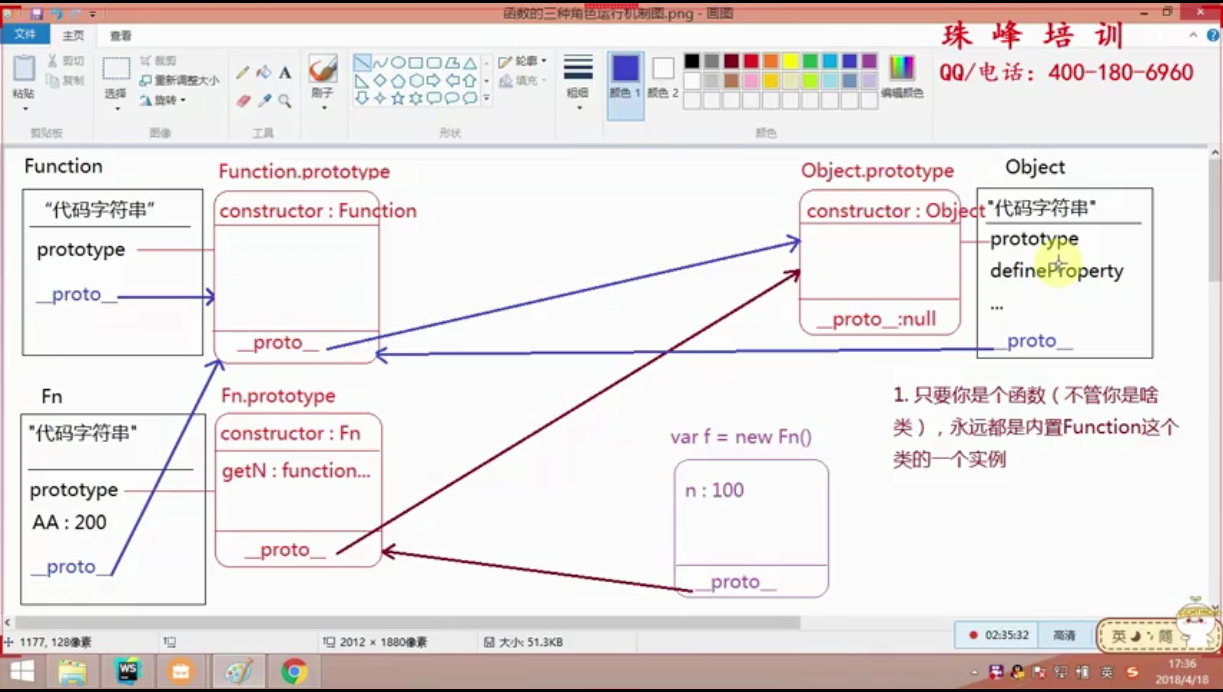 函数的三种角色运行机制图.png - 画图
文件 主页 查看
珠峰培训
QQ/电话：400-180-6960
粘贴 剪切 复制
选择 裁剪 重新调整大小 旋转
A
刷子
轮廓 填充
粗细
颜色 1 颜色 2 编辑颜色
剪贴板 图像 工具 形状 颜色
Function
"代码字符串"
prototype
__proto__
Function.prototype
constructor : Function
__proto__
Object.prototype
constructor : Object
__proto__:null
Object
"代码字符串"
prototype
defineProperty
...
__proto__
Fn
"代码字符串"
prototype
AA : 200
__proto__
Fn.prototype
constructor : Fn
getN : function...
__proto__
var f = new Fn()
n : 100
__proto__
1. 只要你是个函数（不管你是啥
类），永远都是内置Function这个
类的一个实例
1177, 128像素 2012 × 1880像素 大小: 51.3KB
02:35:32 高清
英 简
WS
英
17:36
2018/4/18